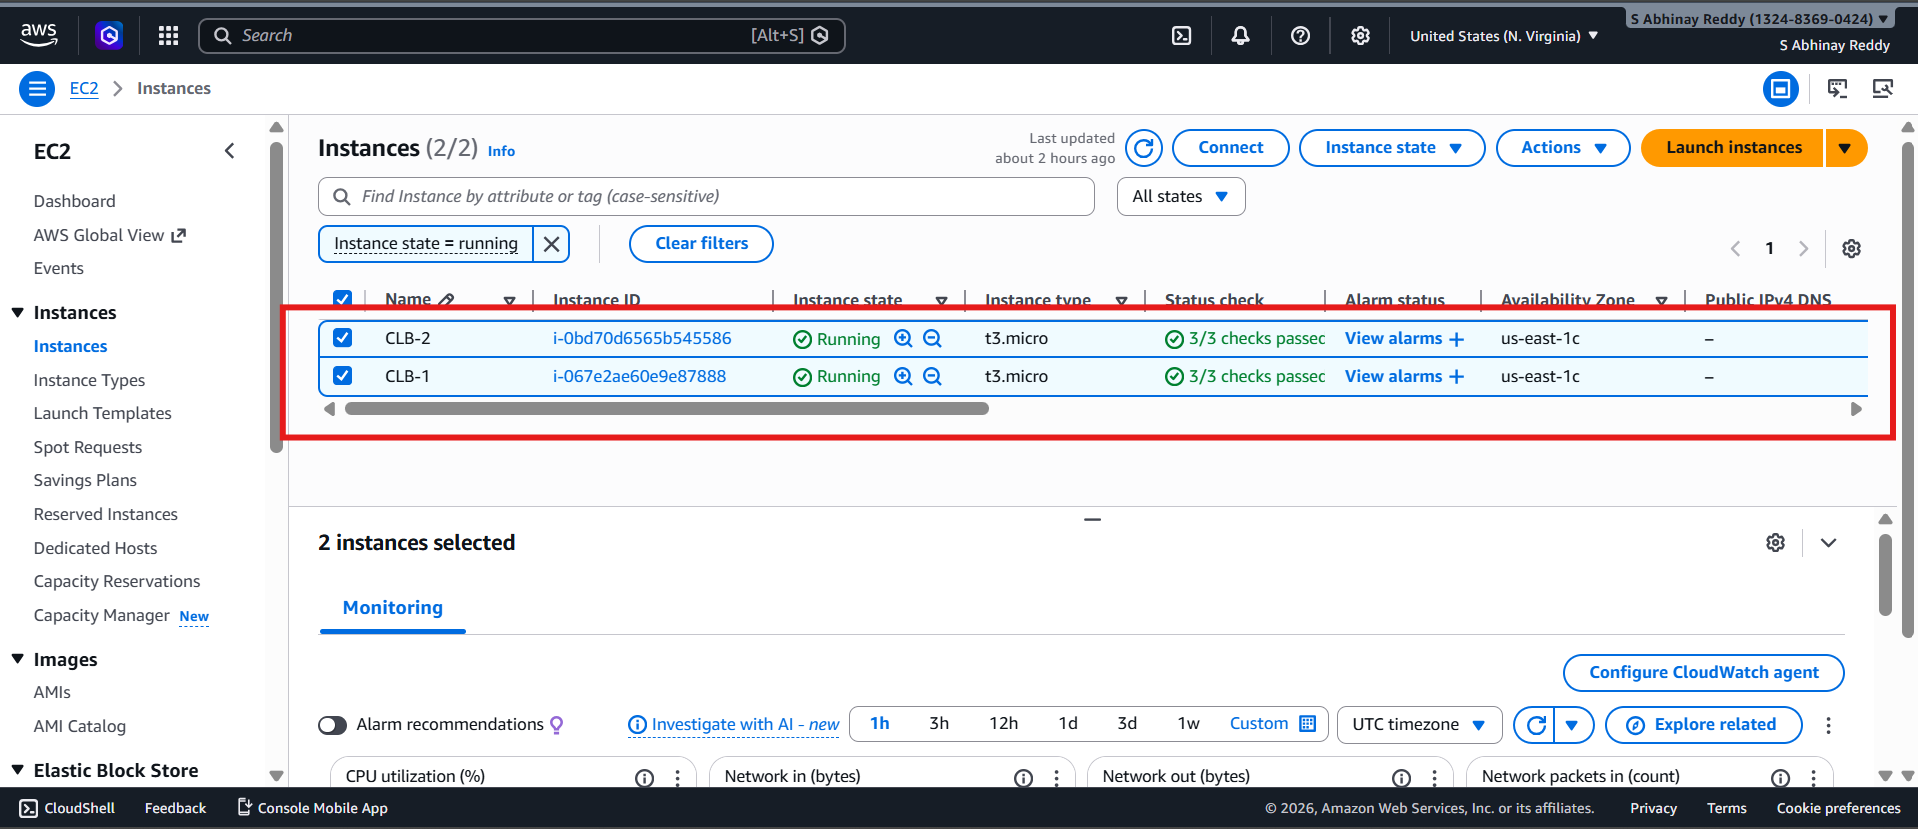 aws
Search
[Alt+S]
United States (N. Virginia)
S Abhinay Reddy (1324-8369-0424)
S Abhinay Reddy
EC2
Instances
EC2
Dashboard
AWS Global View
Events
Instances
Instances
Instance Types
Launch Templates
Spot Requests
Savings Plans
Reserved Instances
Dedicated Hosts
Capacity Reservations
Capacity Manager New
Images
AMIs
AMI Catalog
Elastic Block Store
Instances (2/2) Info
Last updated
about 2 hours ago
Connect
Instance state
Actions
Launch instances
Find Instance by attribute or tag (case-sensitive)
All states
Instance state = running
Clear filters
1
Name Instance ID Instance state Instance type Status check Alarm status Availability Zone Public IPv4 DNS
CLB-2 i-0bd70d6565b545586 Running t3.micro 3/3 checks passed View alarms + us-east-1c –
CLB-1 i-067e2ae60e9e87888 Running t3.micro 3/3 checks passed View alarms + us-east-1c –
2 instances selected
Monitoring
Configure CloudWatch agent
Alarm recommendations
Investigate with AI - new
1h 3h 12h 1d 3d 1w Custom
UTC timezone
Explore related
CPU utilization (%)
Network in (bytes)
Network out (bytes)
Network packets in (count)
CloudShell Feedback Console Mobile App
© 2026, Amazon Web Services, Inc. or its affiliates. Privacy Terms Cookie preferences